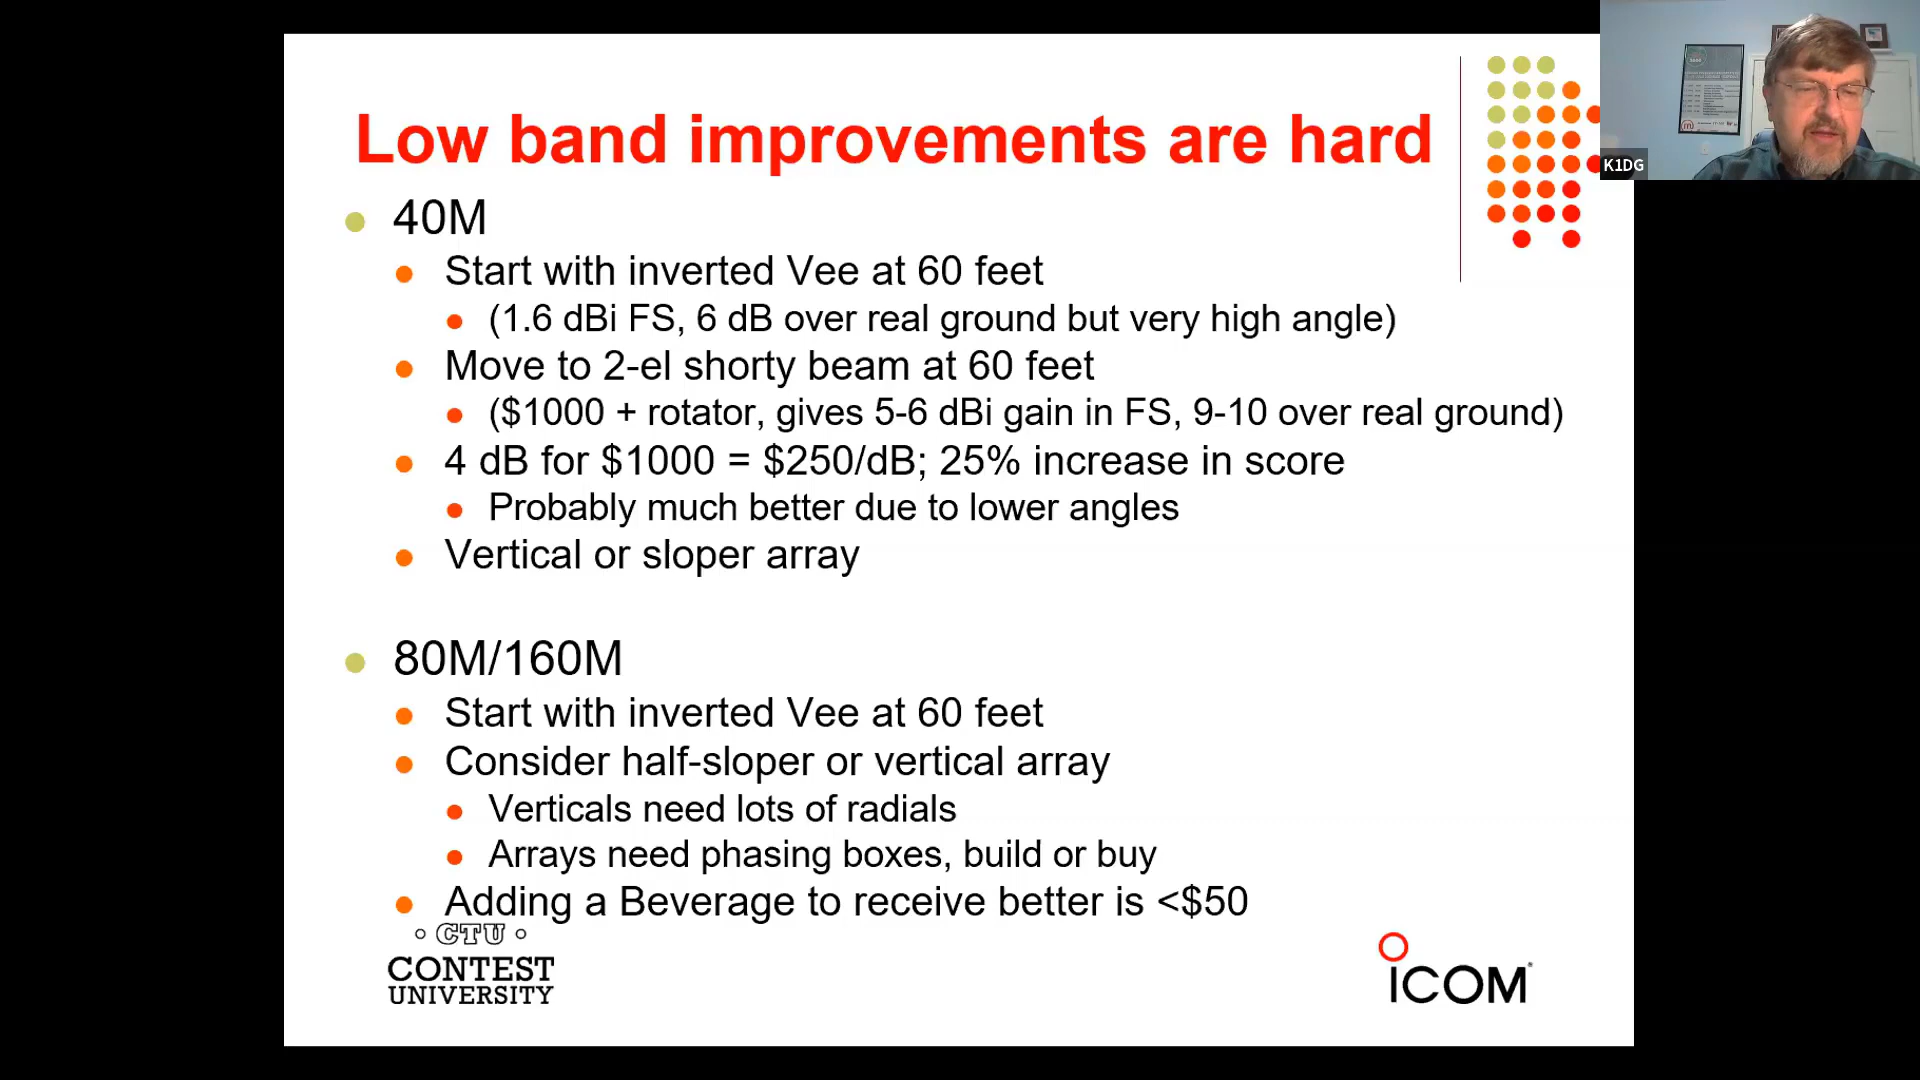 Low band improvements are hard
40M
Start with inverted Vee at 60 feet
(1.6 dBi FS, 6 dB over real ground but very high angle)
Move to 2-el shorty beam at 60 feet
($1000 + rotator, gives 5-6 dBi gain in FS, 9-10 over real ground)
4 dB for $1000 = $250/dB; 25% increase in score
Probably much better due to lower angles
Vertical or sloper array
80M/160M
Start with inverted Vee at 60 feet
Consider half-sloper or vertical array
Verticals need lots of radials
Arrays need phasing boxes, build or buy
Adding a Beverage to receive better is <$50
CTU
CONTEST
UNIVERSITY
ICOM
K1DG